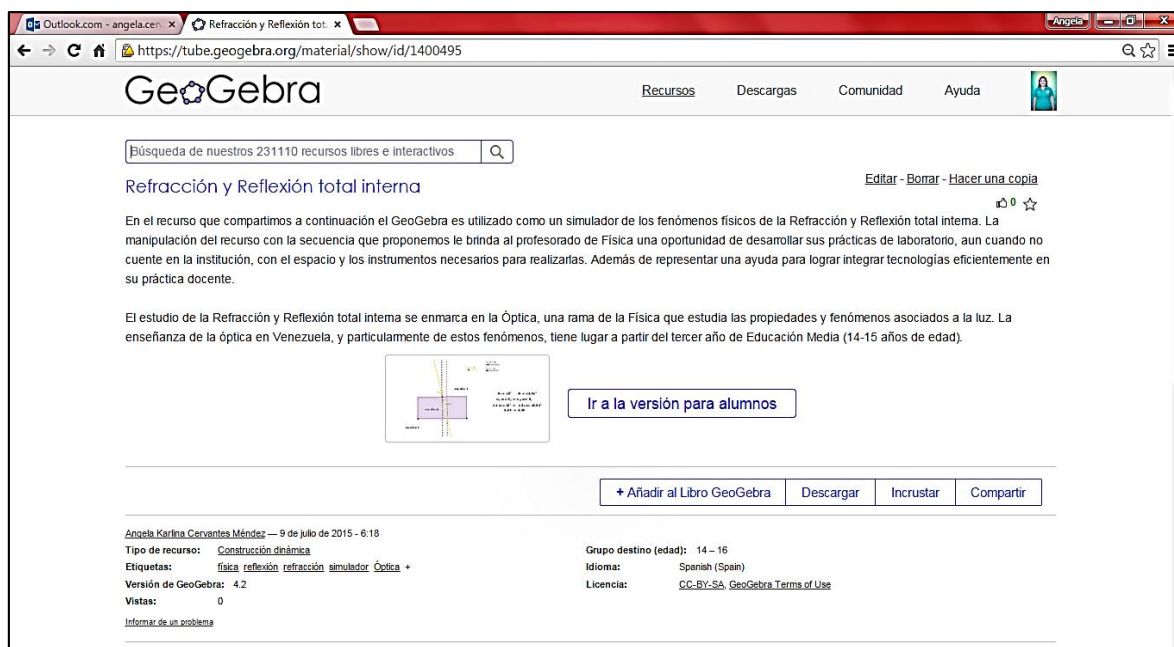 Outlook.com - angela.cer
Refracción y Reflexión tot
Angela
https://tube.geogebra.org/material/show/id/1400495
GeoGebra
Recursos
Descargas
Comunidad
Ayuda
Búsqueda de nuestros 231110 recursos libres e interactivos
Refracción y Reflexión total interna
Editar - Borrar - Hacer una copia
0
En el recurso que compartimos a continuación el GeoGebra es utilizado como un simulador de los fenómenos físicos de la Refracción y Reflexión total interna. La
manipulación del recurso con la secuencia que proponemos le brinda al profesorado de Física una oportunidad de desarrollar sus prácticas de laboratorio, aun cuando no
cuente en la institución, con el espacio y los instrumentos necesarios para realizarlas. Además de representar una ayuda para lograr integrar tecnologías eficientemente en
su práctica docente.
El estudio de la Refracción y Reflexión total interna se enmarca en la Óptica, una rama de la Física que estudia las propiedades y fenómenos asociados a la luz. La
enseñanza de la óptica en Venezuela, y particularmente de estos fenómenos, tiene lugar a partir del tercer año de Educación Media (14-15 años de edad).
Ir a la versión para alumnos
+ Añadir al Libro GeoGebra
Descargar
Incrustar
Compartir
Angela Karlina Cervantes Méndez — 9 de julio de 2015 - 6:18
Tipo de recurso: Construcción dinámica
Etiquetas: física reflexión refracción simulador Óptica +
Versión de GeoGebra: 4.2
Vistas: 0
Informar de un problema
Grupo destino (edad): 14 – 16
Idioma: Spanish (Spain)
Licencia: CC-BY-SA, GeoGebra Terms of Use